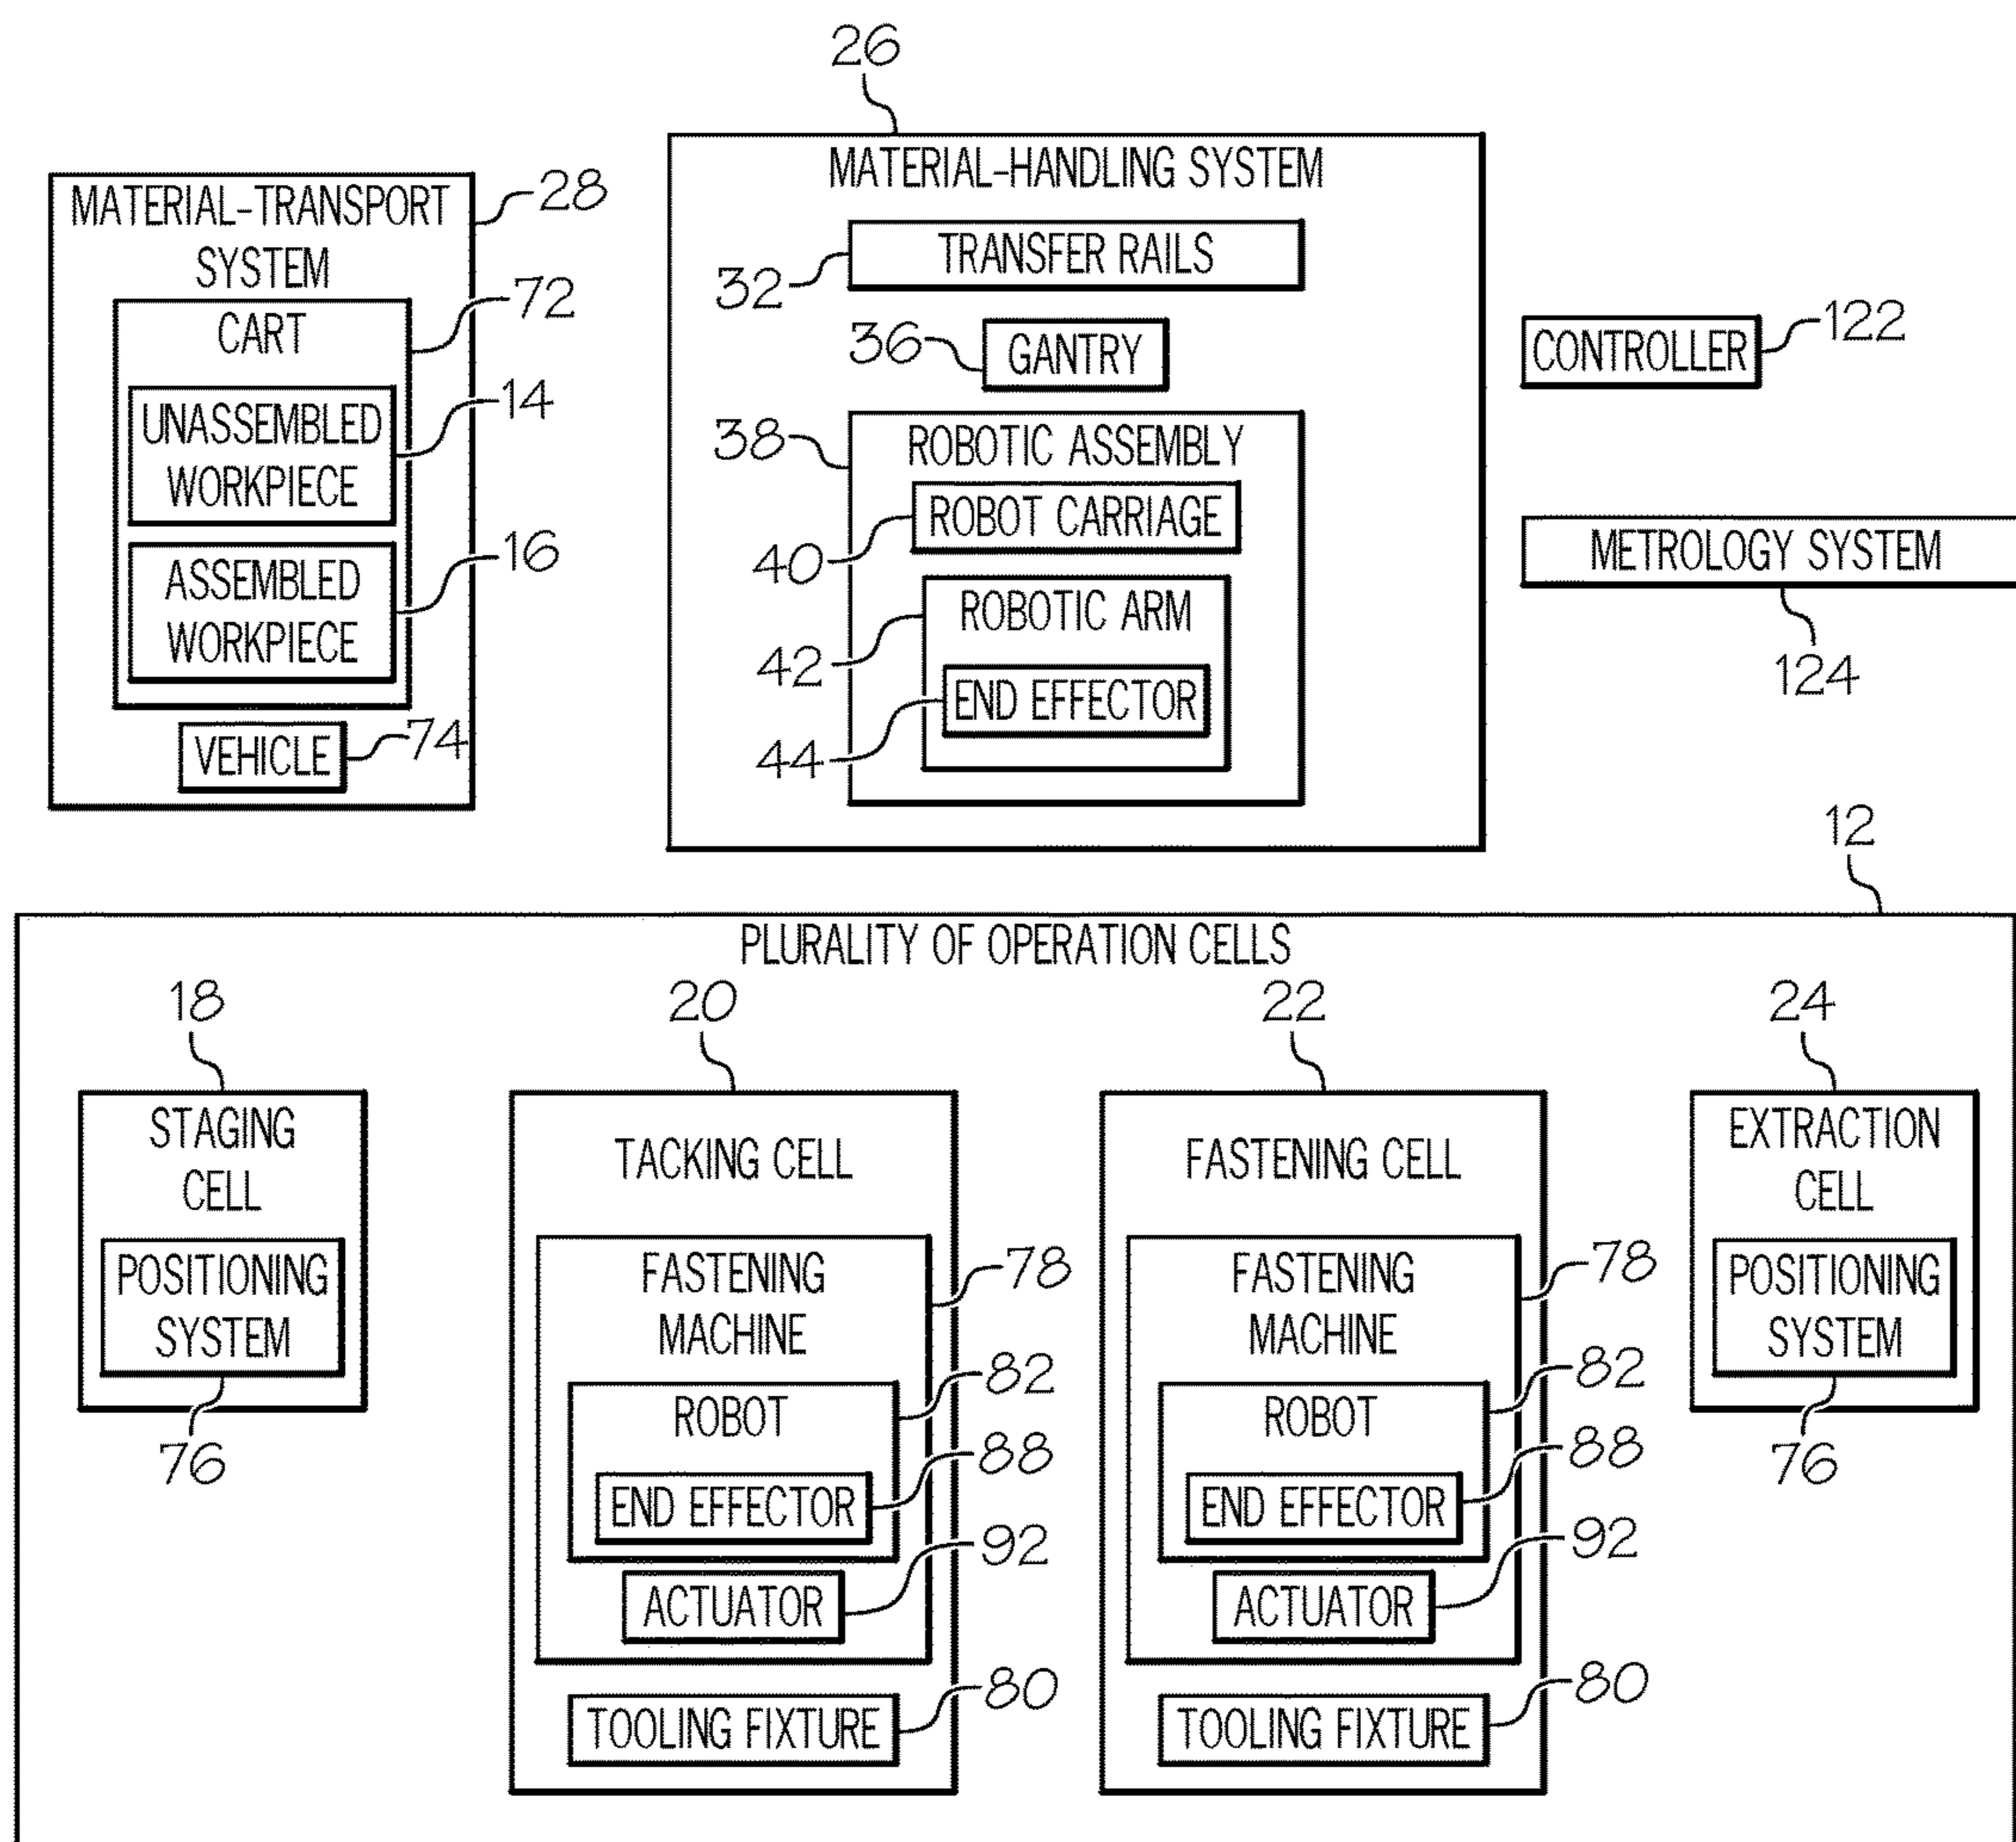 26
MATERIAL-HANDLING SYSTEM
MATERIAL-TRANSPORT
SYSTEM
28
CART
72
UNASSEMBLED
WORKPIECE
14
ASSEMBLED
WORKPIECE
16
VEHICLE
74
TRANSFER RAILS
32
36
GANTRY
38
ROBOTIC ASSEMBLY
ROBOT CARRIAGE
40
ROBOTIC ARM
42
END EFFECTOR
44
CONTROLLER
122
METROLOGY SYSTEM
124
12
PLURALITY OF OPERATION CELLS
18
STAGING
CELL
POSITIONING
SYSTEM
76
20
TACKING CELL
FASTENING
MACHINE
78
ROBOT
82
END EFFECTOR
88
ACTUATOR
92
TOOLING FIXTURE
80
22
FASTENING CELL
FASTENING
MACHINE
78
ROBOT
82
END EFFECTOR
88
ACTUATOR
92
TOOLING FIXTURE
80
24
EXTRACTION
CELL
POSITIONING
SYSTEM
76